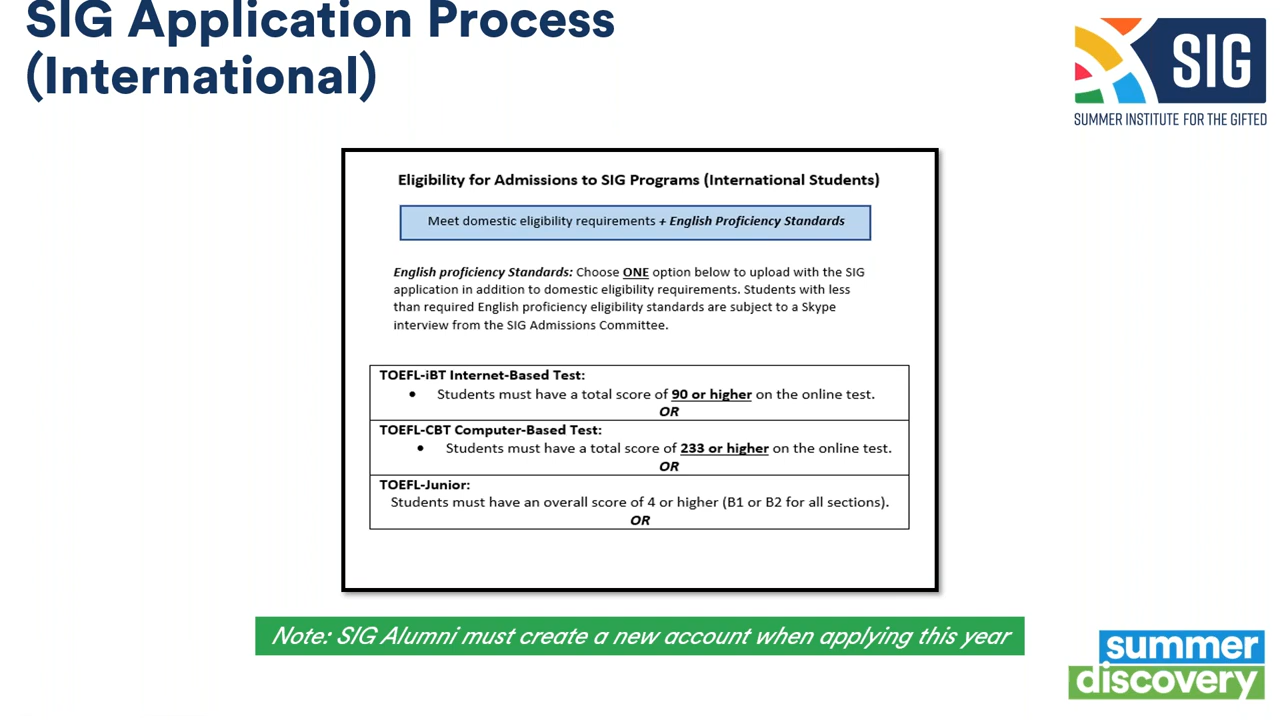 SIG Application Process
(International)
SIG
SUMMER INSTITUTE FOR THE GIFTED
Eligibility for Admissions to SIG Programs (International Students)
Meet domestic eligibility requirements + English Proficiency Standards
English proficiency Standards: Choose ONE option below to upload with the SIG
application in addition to domestic eligibility requirements. Students with less
than required English proficiency eligibility standards are subject to a Skype
interview from the SIG Admissions Committee.
TOEFL-iBT Internet-Based Test:
• Students must have a total score of 90 or higher on the online test.
OR
TOEFL-CBT Computer-Based Test:
• Students must have a total score of 233 or higher on the online test.
OR
TOEFL-Junior:
Students must have an overall score of 4 or higher (B1 or B2 for all sections).
OR
Note: SIG Alumni must create a new account when applying this year
summer
discovery